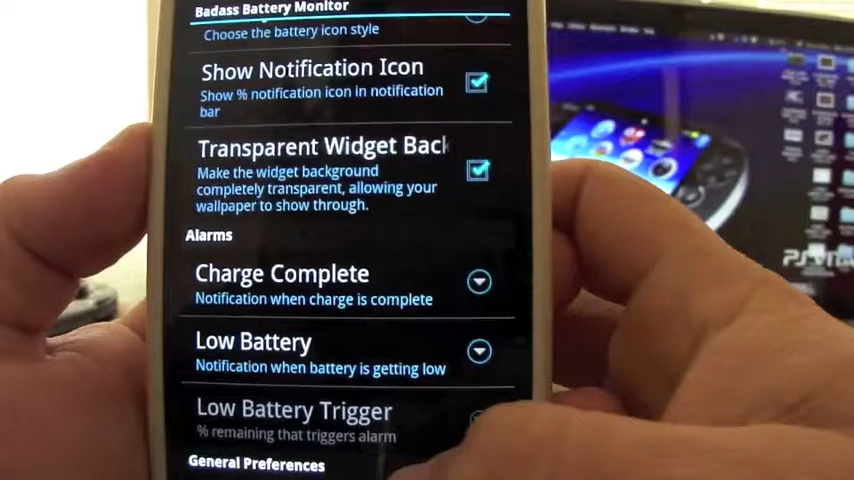 Badass Battery Monitor
Choose the battery icon style
Show Notification Icon
Show % notification icon in notification
bar
Transparent Widget Back
Make the widget background
completely transparent, allowing your
wallpaper to show through.
Alarms
Charge Complete
Notification when charge is complete
Low Battery
Notification when battery is getting low
Low Battery Trigger
% remaining that triggers alarm
General Preferences